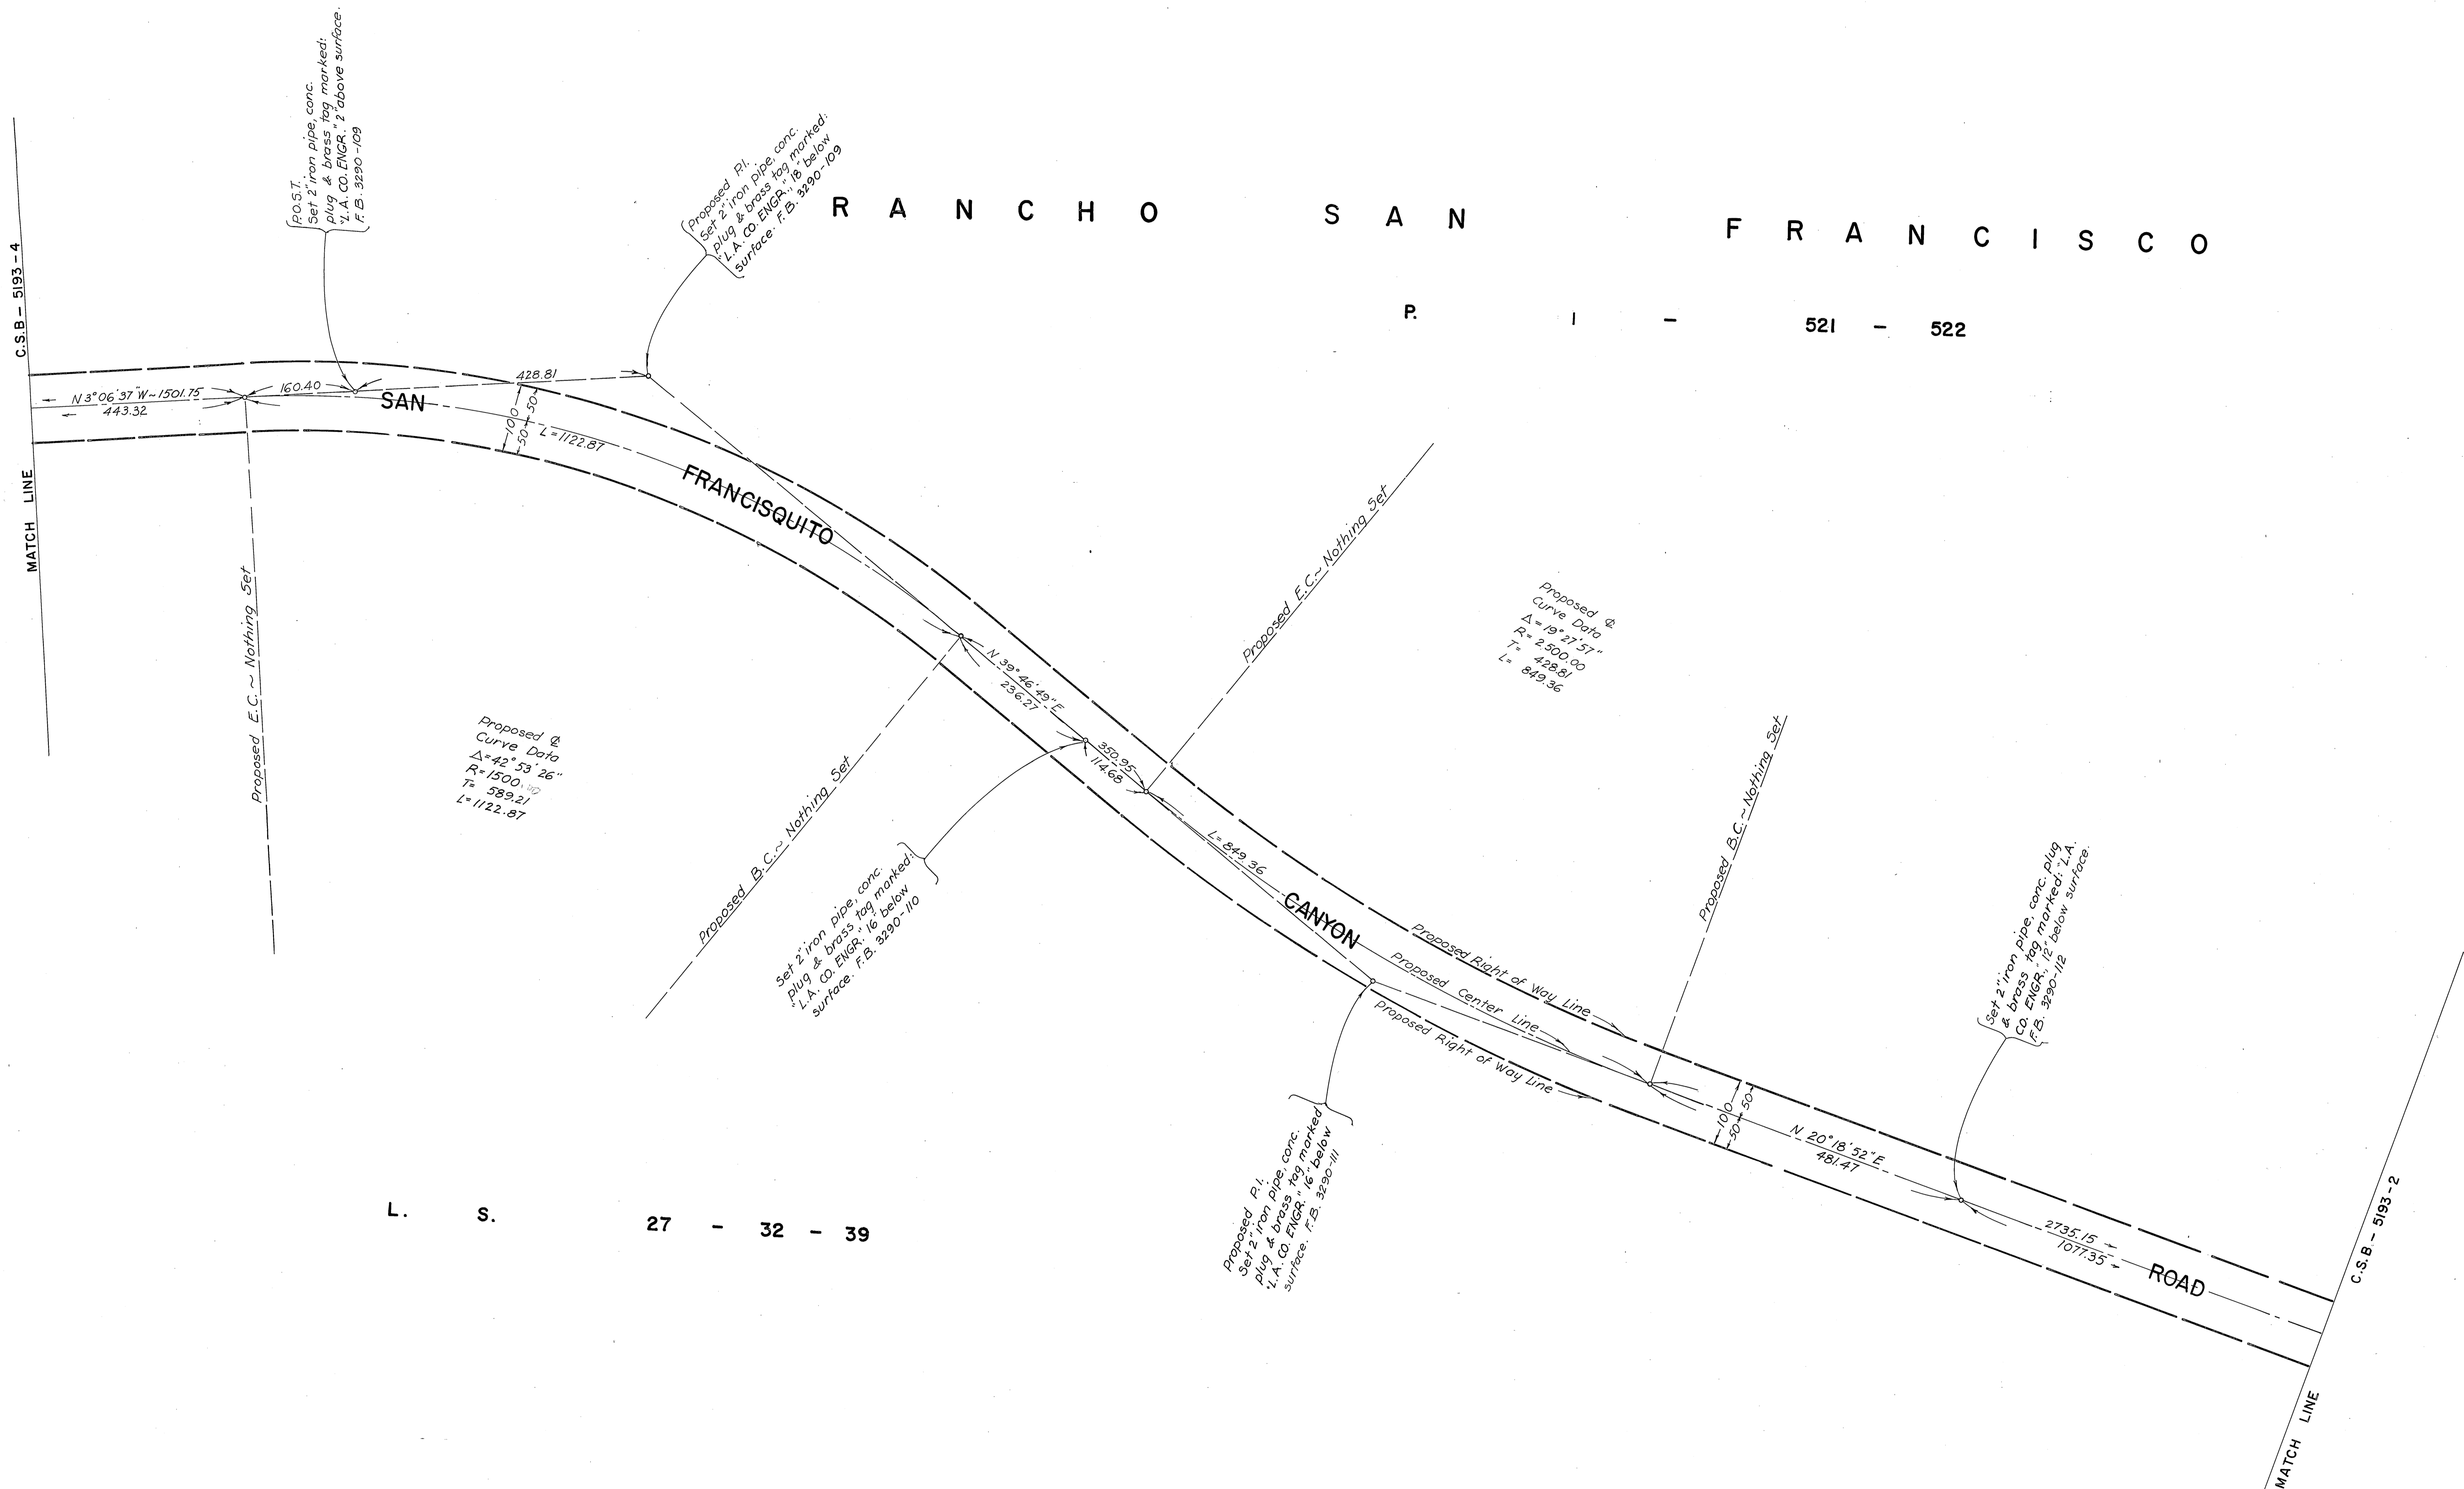 P.O.S.T.
Set 2" iron pipe, conc.
plug & brass tag marked:
"L.A. CO. ENGR." 2" above surface.
F.B. 3290-109
Proposed P.I.
Set 2" iron pipe, conc.
plug & brass tag marked:
"L.A. CO. ENGR.", 18" below
surface. F.B. 3290-109
RANCHO SAN FRANCISCO
P. 1 - 521 - 522
C.S.B - 5193 - 4
MATCH LINE
N 3° 06' 37" W ~ 1501.75
443.32
160.40
428.81
SAN
100
50
50
L = 1122.87
FRANCISQUITO
Proposed E.C. ~ Nothing Set
Proposed ℄
Curve Data
Δ = 42° 53' 26"
R = 1500.00
T = 589.21
L = 1122.87
Proposed B.C. ~ Nothing Set
N 39° 46' 49" E
236.27
350.95
114.68
Proposed E.C. ~ Nothing Set
Proposed ℄
Curve Data
Δ = 19° 27' 57"
R = 2500.00
T = 428.81
L = 849.36
Set 2" iron pipe, conc.
plug & brass tag marked:
"L.A. CO. ENGR." 16" below
surface. F.B. 3290-110
L = 849.36
CANYON
Proposed Right of Way Line
Proposed Center Line
Proposed Right of Way Line
Proposed B.C. ~ Nothing Set
Proposed P.I.
Set 2" iron pipe, conc.
plug & brass tag marked
"L.A. CO. ENGR." 16" below
surface. F.B. 3290-111
100
50
50
N 20° 18' 52" E
481.47
Set 2" iron pipe, conc. plug
& brass tag marked: "L.A.
CO. ENGR.", 12" below surface.
F.B. 3290-112
2735.15
1077.35
ROAD
C.S.B. - 5193 - 2
MATCH LINE
L. S. 27 - 32 - 39